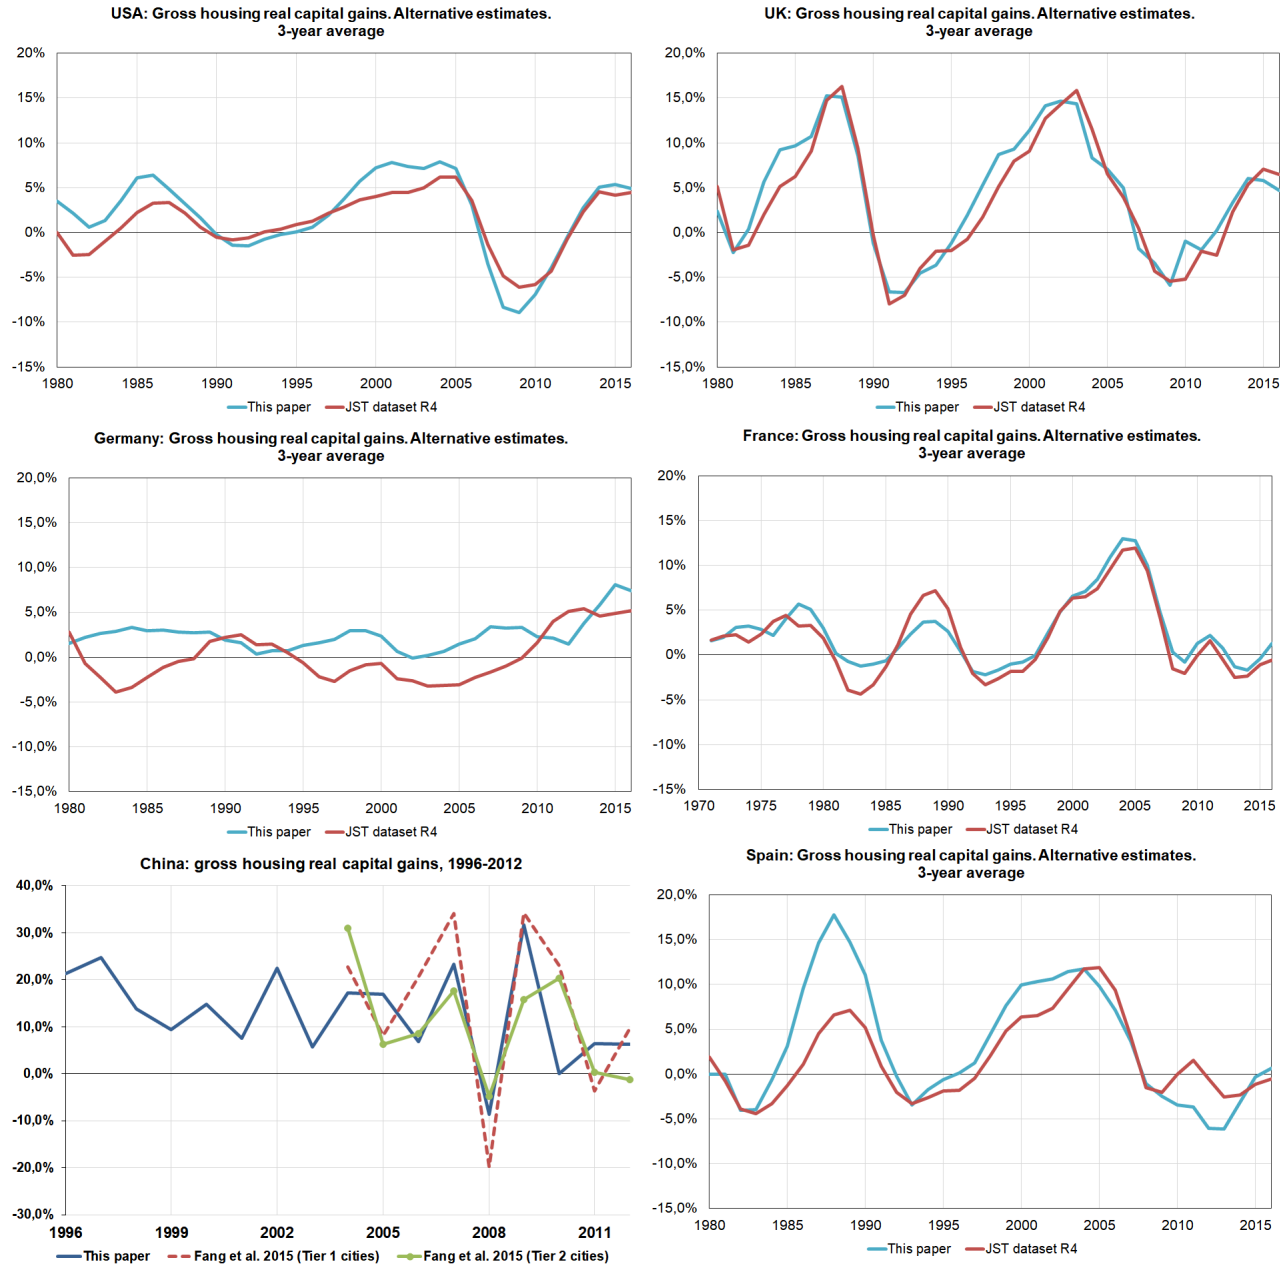 USA: Gross housing real capital gains. Alternative estimates.
3-year average
20%
15%
10%
5%
0%
-5%
-10%
-15%
1980 1985 1990 1995 2000 2005 2010 2015
This paper JST dataset R4
UK: Gross housing real capital gains. Alternative estimates.
3-year average
20,0%
15,0%
10,0%
5,0%
0,0%
-5,0%
-10,0%
-15,0%
1980 1985 1990 1995 2000 2005 2010 2015
This paper JST dataset R4
Germany: Gross housing real capital gains. Alternative estimates.
3-year average
20,0%
15,0%
10,0%
5,0%
0,0%
-5,0%
-10,0%
-15,0%
1980 1985 1990 1995 2000 2005 2010 2015
This paper JST dataset R4
France: Gross housing real capital gains. Alternative estimates.
3-year average
20%
15%
10%
5%
0%
-5%
-10%
-15%
1970 1975 1980 1985 1990 1995 2000 2005 2010 2015
This paper JST dataset R4
China: gross housing real capital gains, 1996-2012
40,0%
30,0%
20,0%
10,0%
0,0%
-10,0%
-20,0%
-30,0%
1996 1999 2002 2005 2008 2011
This paper Fang et al. 2015 (Tier 1 cities) Fang et al. 2015 (Tier 2 cities)
Spain: Gross housing real capital gains. Alternative estimates.
3-year average
20,0%
15,0%
10,0%
5,0%
0,0%
-5,0%
-10,0%
-15,0%
1980 1985 1990 1995 2000 2005 2010 2015
This paper JST dataset R4